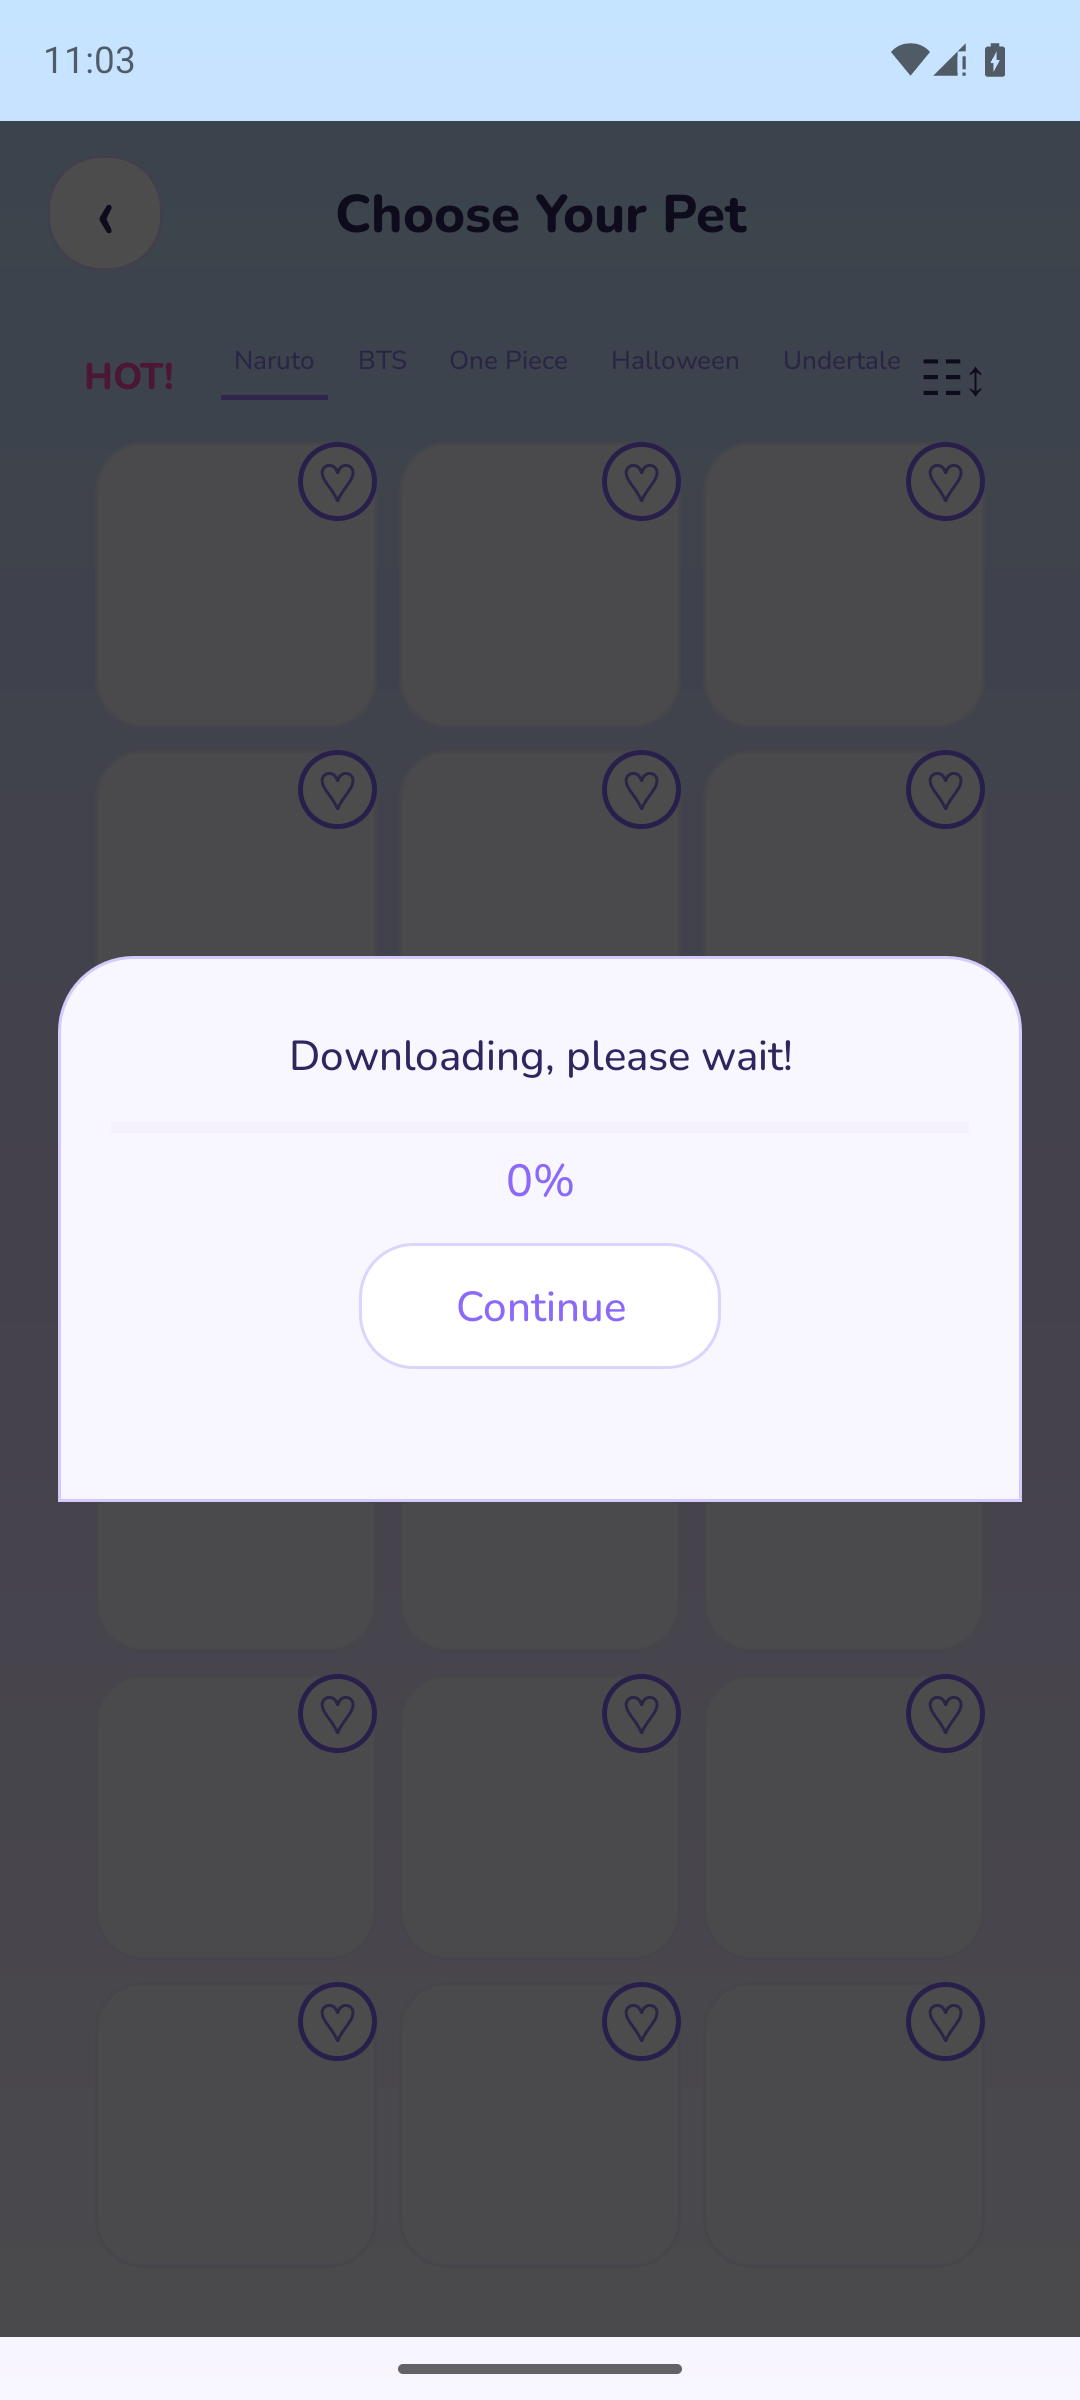 11:03
Choose Your Pet
HOT! Naruto BTS One Piece Halloween Undertale
Downloading, please wait!
0%
Continue